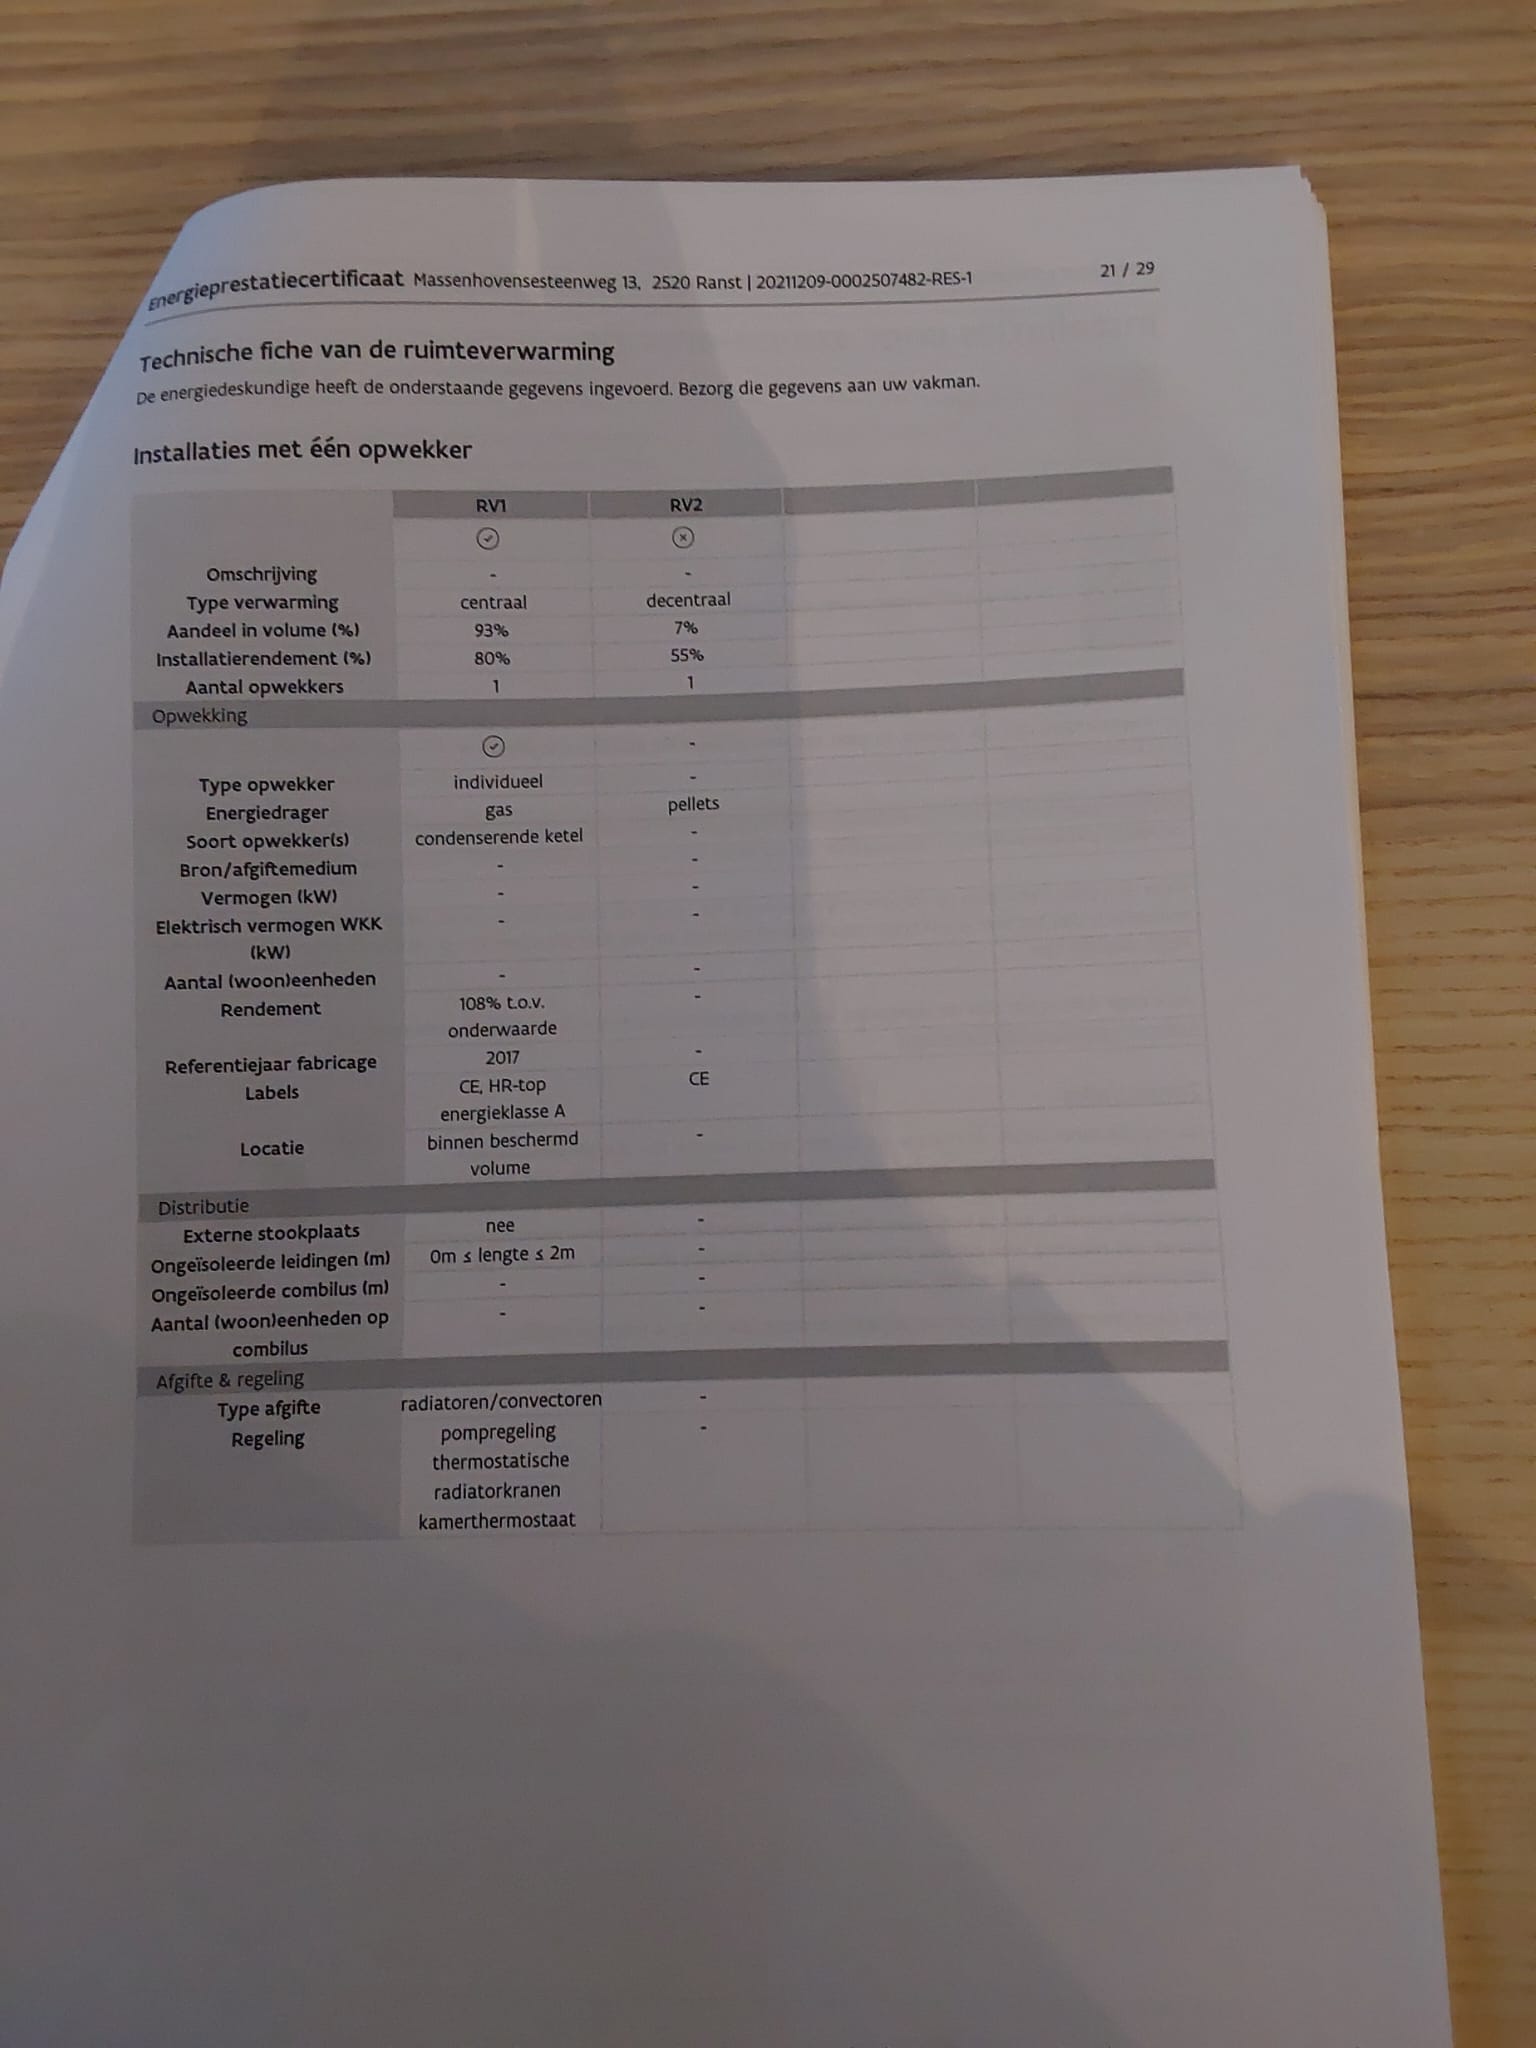 Energieprestatiecertificaat Massenhovensesteenweg 13, 2520 Ranst | 20211209-0002507482-RES-1 21 / 29
Technische fiche van de ruimteverwarming
De energiedeskundige heeft de onderstaande gegevens ingevoerd. Bezorg die gegevens aan uw vakman.
Installaties met één opwekker
RV1 RV2
Omschrijving - -
Type verwarming centraal decentraal
Aandeel in volume (%) 93% 7%
Installatierendement (%) 80% 55%
Aantal opwekkers 1 1
Opwekking
-
Type opwekker individueel -
Energiedrager gas pellets
Soort opwekker(s) condenserende ketel -
Bron/afgiftemedium - -
Vermogen (kW) - -
Elektrisch vermogen WKK - -
(kW)
Aantal (woon)eenheden - -
Rendement 108% t.o.v. -
onderwaarde
Referentiejaar fabricage 2017 -
Labels CE, HR-top CE
energieklasse A
Locatie binnen beschermd -
volume
Distributie
Externe stookplaats nee -
Ongeïsoleerde leidingen (m) 0m ≤ lengte ≤ 2m -
Ongeïsoleerde combilus (m) - -
Aantal (woon)eenheden op - -
combilus
Afgifte & regeling
Type afgifte radiatoren/convectoren -
Regeling pompregeling -
thermostatische
radiatorkranen
kamerthermostaat